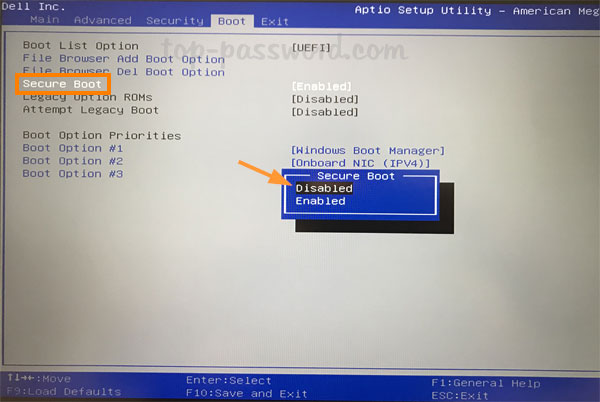 Dell Inc. Aptio Setup Utility - American Meg
Main Advanced Security Boot Exit
Boot List Option [UEFI]
top-password.com
File Browser Add Boot Option
File Browser Del Boot Option
Secure Boot [Enabled]
Legacy Option ROMs [Disabled]
Attempt Legacy Boot [Disabled]
Boot Option Priorities
Boot Option #1 [Windows Boot Manager]
Boot Option #2 [Onboard NIC (IPV4)]
Boot Option #3
Secure Boot
Disabled
Enabled
↑↓→←:Move Enter:Select F1:General Help
F9:Load Defaults F10:Save and Exit ESC:Exit